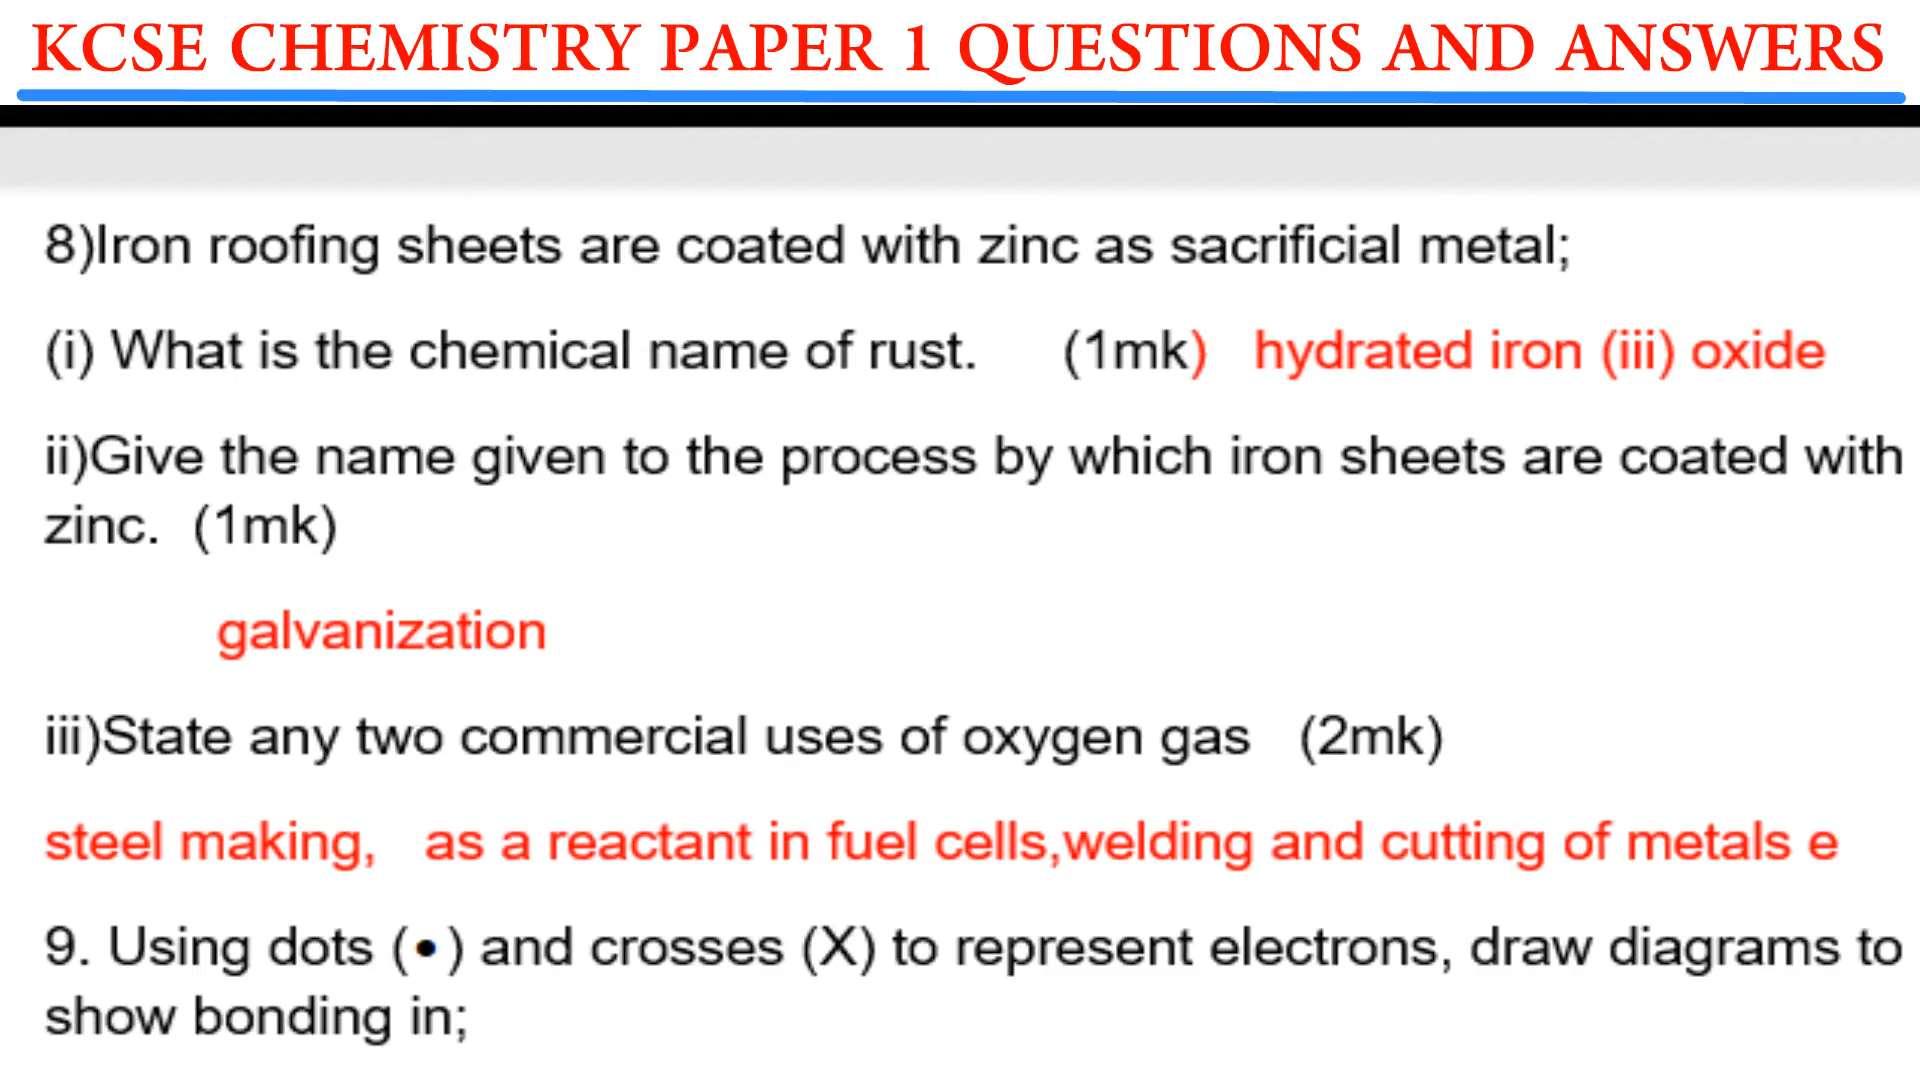 KCSE CHEMISTRY PAPER 1 QUESTIONS AND ANSWERS
8)Iron roofing sheets are coated with zinc as sacrificial metal;
(i) What is the chemical name of rust. (1mk) hydrated iron (iii) oxide
ii)Give the name given to the process by which iron sheets are coated with
zinc. (1mk)
galvanization
iii)State any two commercial uses of oxygen gas (2mk)
steel making, as a reactant in fuel cells,welding and cutting of metals e
9. Using dots (•) and crosses (X) to represent electrons, draw diagrams to
show bonding in;